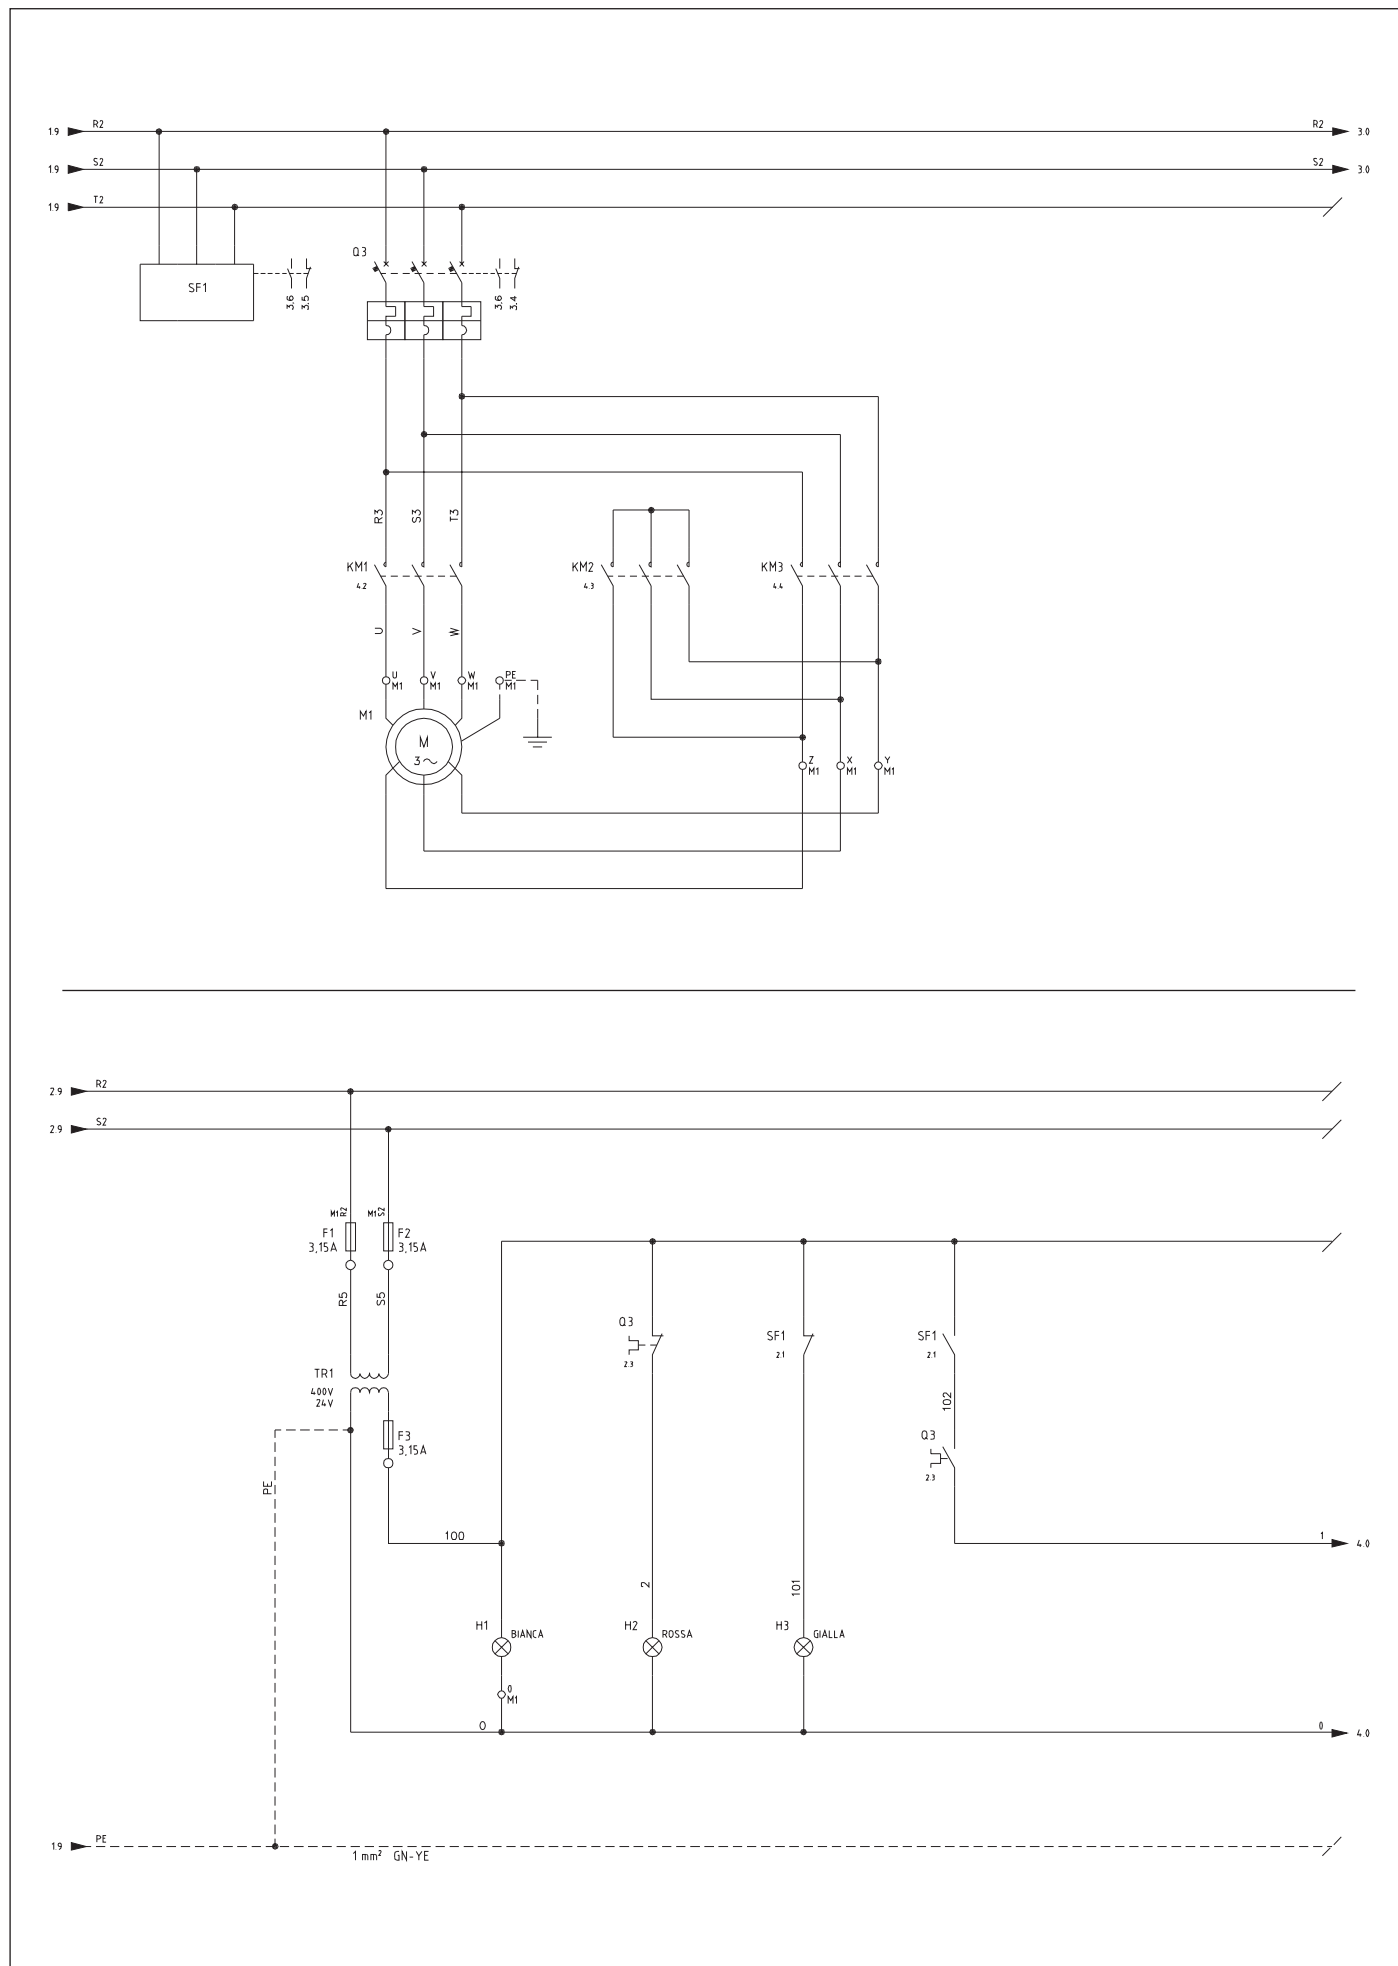 1.9 R2 R2 3.0
1.9 S2 S2 3.0
1.9 T2
Q3
SF1
3.6 3.5 3.6 3.4
R3 S3 T3
KM1 KM2 KM3
4.2 4.3 4.4
U V W
U V W PE
M1 M1 M1 M1
M1
M
3~
Z X Y
M1 M1 M1
2.9 R2
2.9 S2
M1 R2 M1 S2
F1 F2
3,15A 3,15A
R5 S5
Q3 SF1 SF1
2.3 2.1 2.1
TR1
400V
24V
102
F3 Q3
3,15A
2.3
PE
100 1 4.0
2 101
H1 BIANCA H2 ROSSA H3 GIALLA
0
M1
0 0 4.0
1.9 PE
1 mm² GN-YE